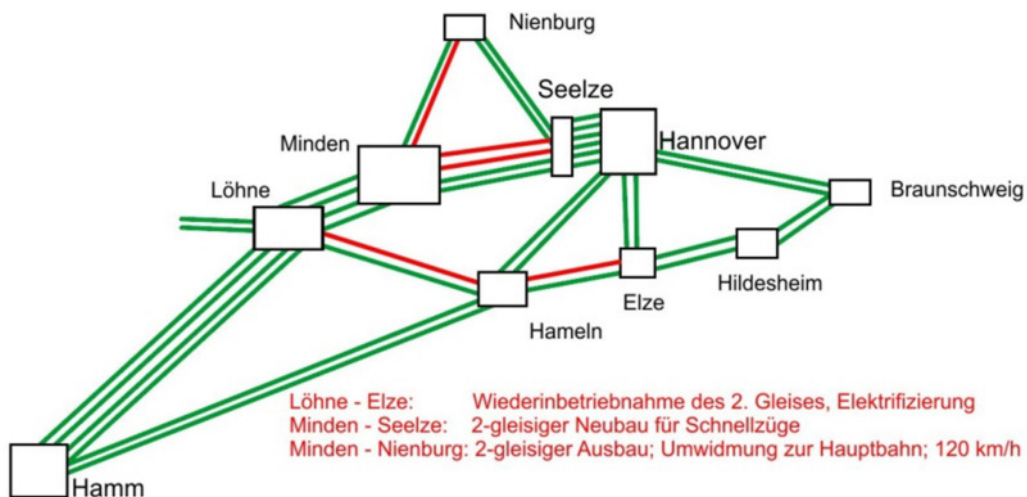 Nienburg
Seelze
Minden
Hannover
Löhne
Braunschweig
Hildesheim
Elze
Hameln
Löhne - Elze: Wiederinbetriebnahme des 2. Gleises, Elektrifizierung
Minden - Seelze: 2-gleisiger Neubau für Schnellzüge
Minden - Nienburg: 2-gleisiger Ausbau; Umwidmung zur Hauptbahn; 120 km/h
Hamm